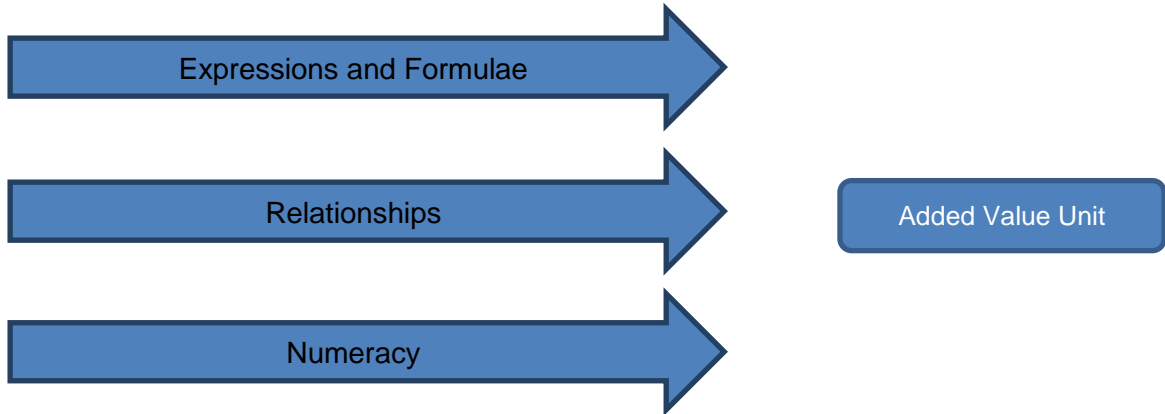 Expressions and Formulae
Relationships
Added Value Unit
Numeracy